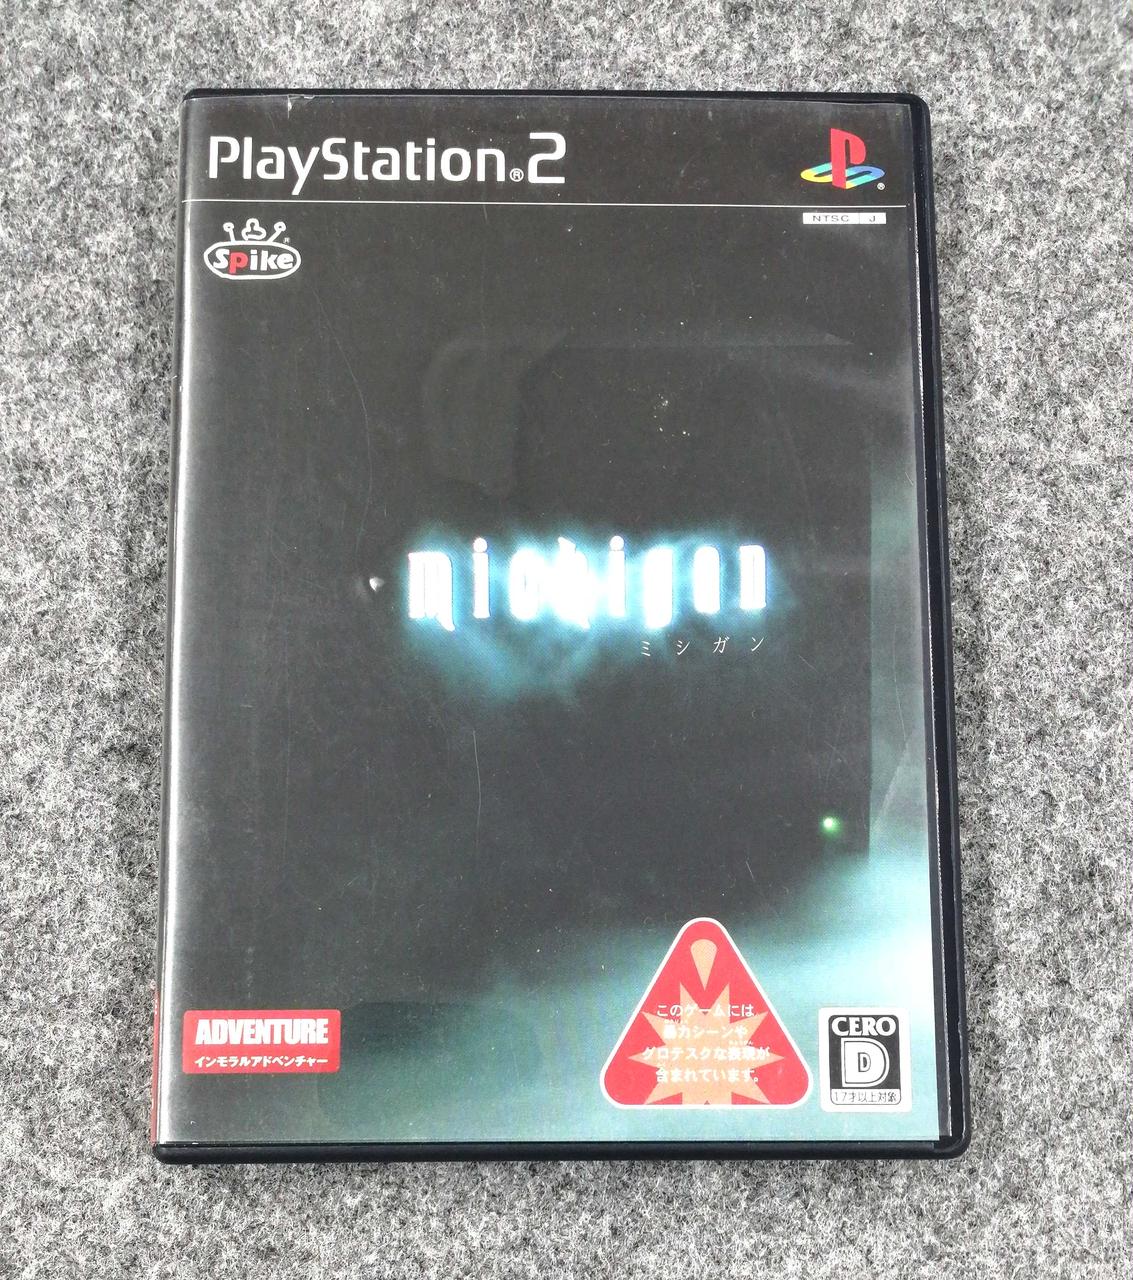 PlayStation®2
NTSC J
Spike®
michigan
ミシガン
このゲームには
暴力シーンや
グロテスクな表現が
含まれています。
ADVENTURE
インモラルアドベンチャー
CERO
D
17才以上対象